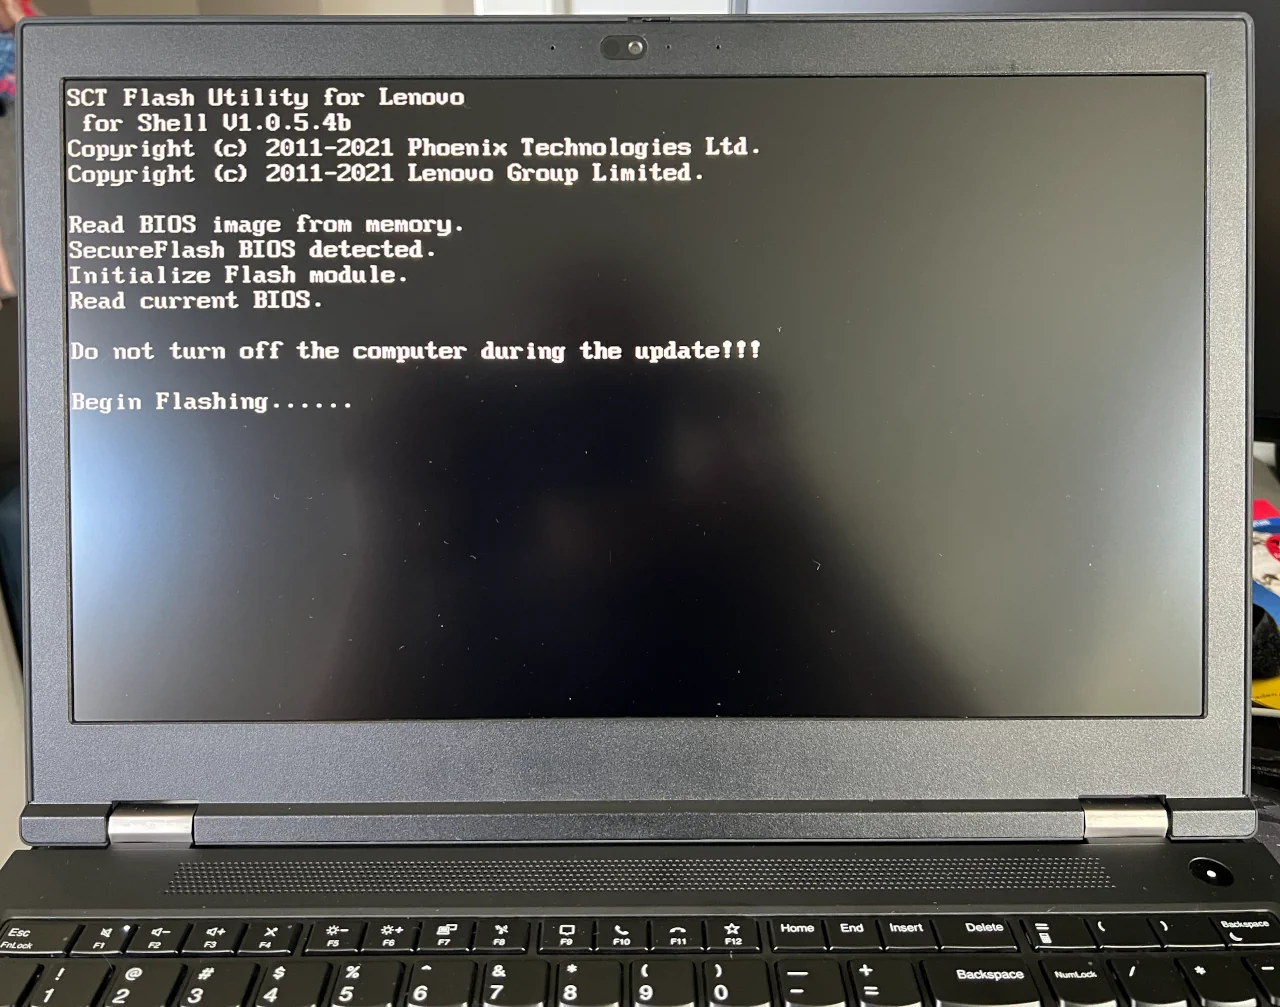 SCT Flash Utility for Lenovo
for Shell V1.0.5.4b
Copyright (c) 2011-2021 Phoenix Technologies Ltd.
Copyright (c) 2011-2021 Lenovo Group Limited.
Read BIOS image from memory.
SecureFlash BIOS detected.
Initialize Flash module.
Read current BIOS.
Do not turn off the computer during the update!!!
Begin Flashing......
Esc F1 F2 F3 F4 F5 F6 F7 F8 F9 F10 F11 F12 Home End Insert Delete ( ) Backspace
FnLock
! @ # $ % ^ & * ( ) — + Backspace NumLock / * −
1 2 3 4 5 6 7 8 9 0 - =